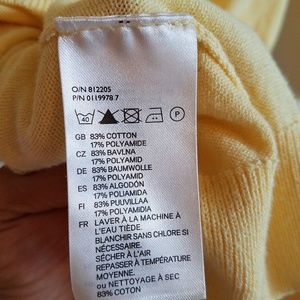 O/N 812205
P/N 0119978 7
40 P
GB 83% COTTON
17% POLYAMIDE
CZ 83% BAVLNA
17% POLYAMID
DE 83% BAUMWOLLE
17% POLYAMID
ES 83% ALGODÓN
17% POLIAMIDA
FI 83% PUUVILLAA
17% POLYAMIDIA
FR LAVER À LA MACHINE À
L'EAU TIÈDE.
BLANCHIR SANS CHLORE SI
NÉCESSAIRE.
SÉCHER À L'AIR
REPASSER À TEMPÉRATURE
MOYENNE.
ou NETTOYAGE À SEC
83% COTON